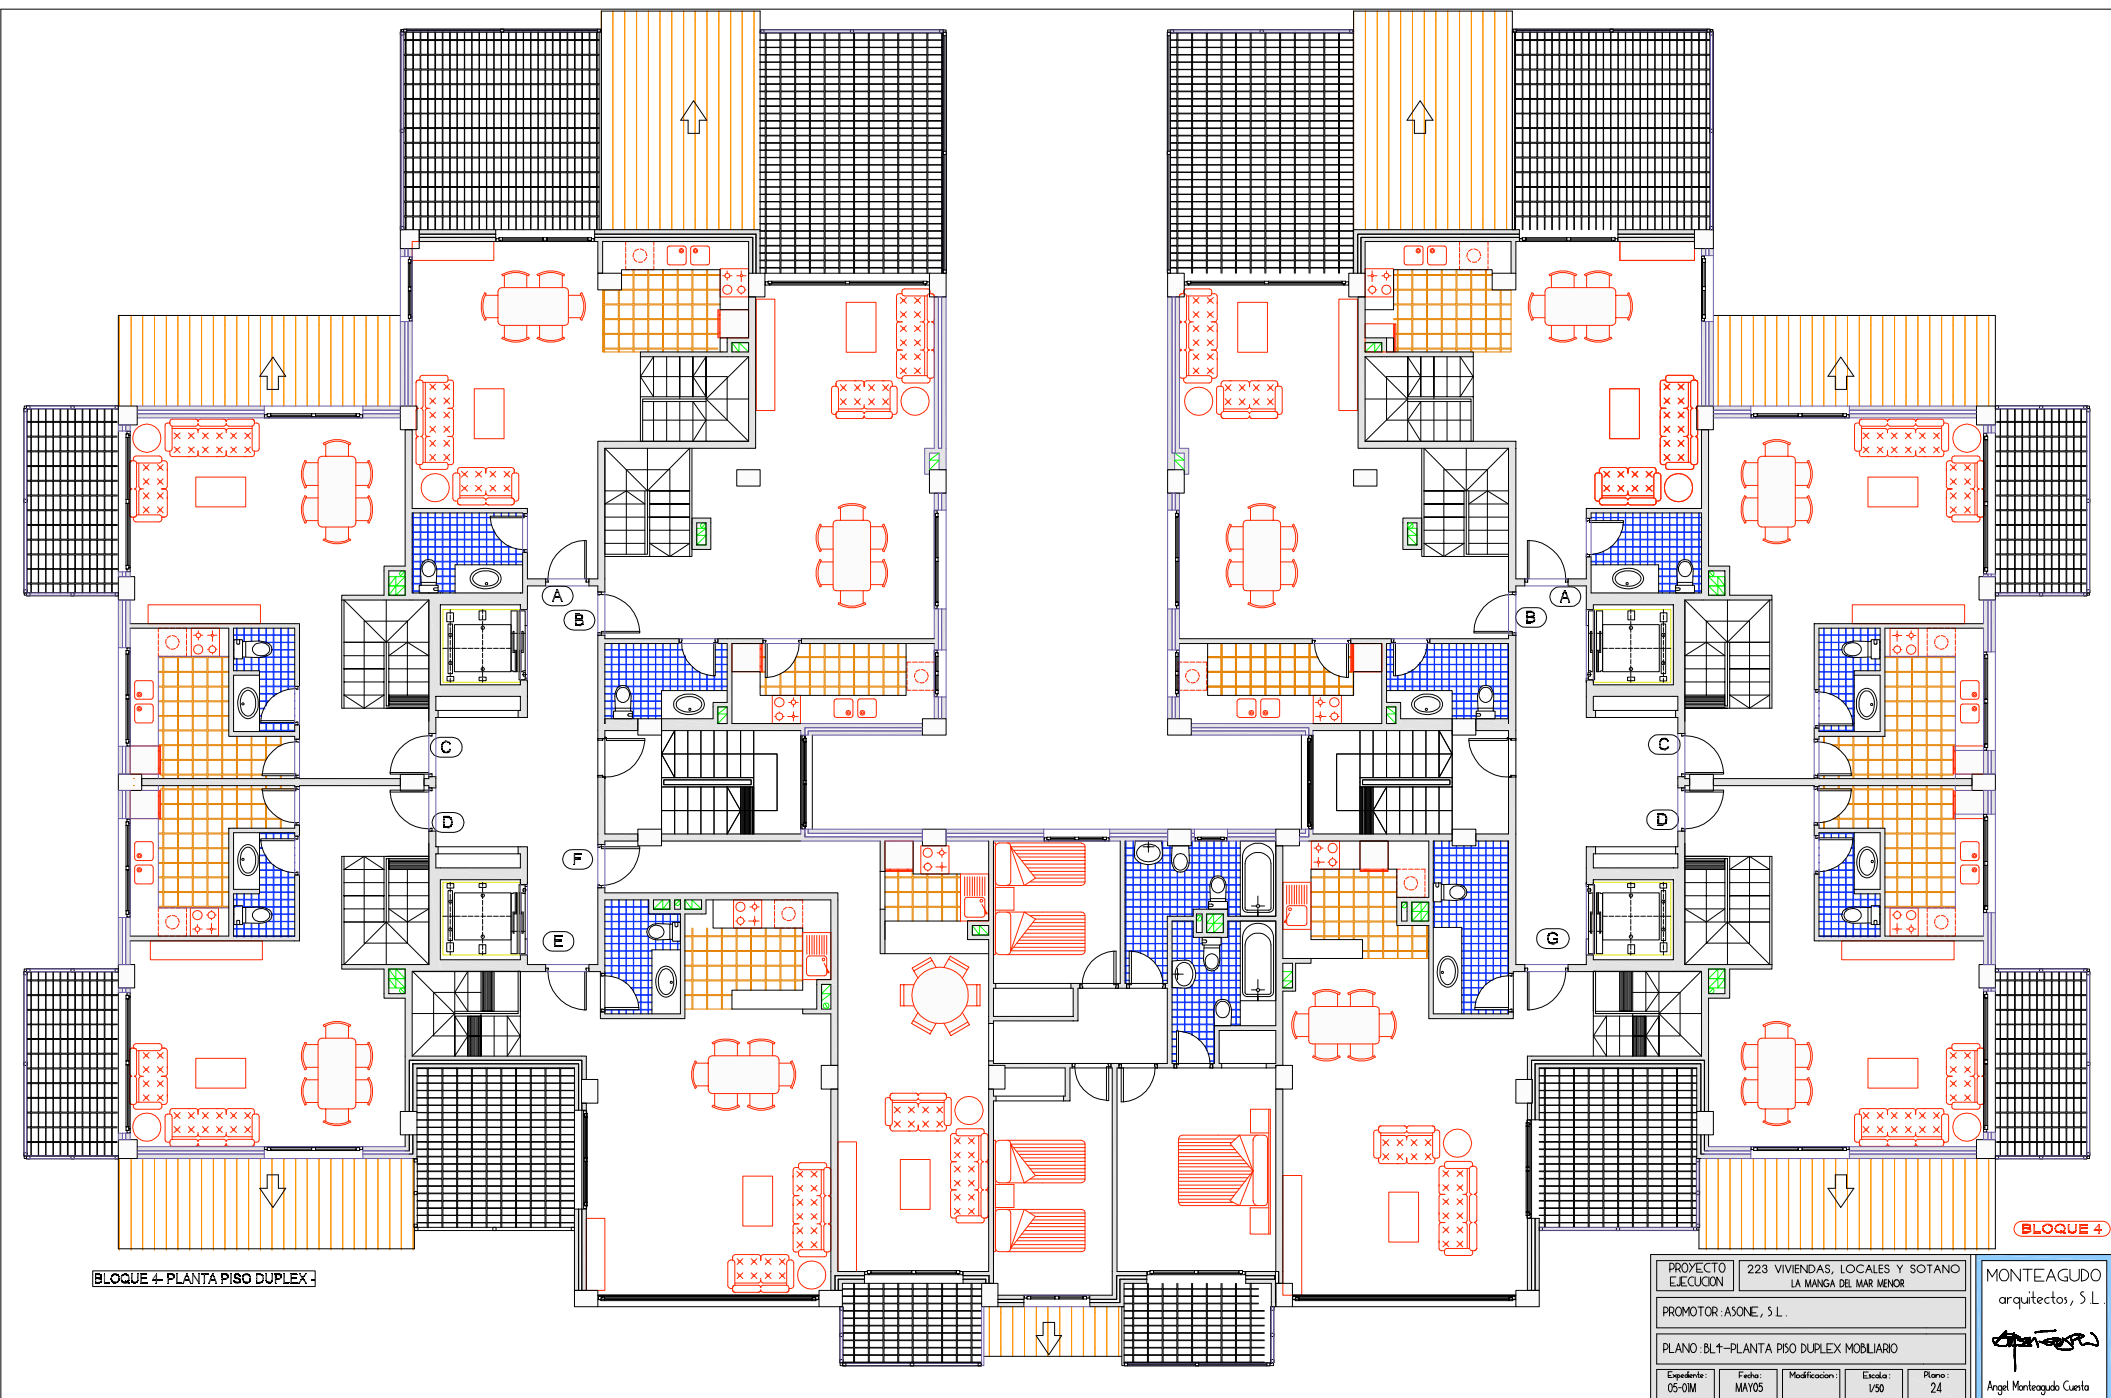 A
A
B
B
C
C
D
D
F
E
G
BLOQUE 4
BLOQUE 4- PLANTA PISO DUPLEX -
PROYECTO EJECUCION
223 VIVIENDAS, LOCALES Y SOTANO
LA MANGA DEL MAR MENOR
PROMOTOR: ASONE, S.L.
PLANO: BL4-PLANTA PISO DUPLEX MOBILIARIO
Expediente: 05-01M
Fecha: MAY05
Modificacion:
Escala: 1/50
Plano: 24
MONTEAGUDO
arquitectos, S.L.
Angel Monteagudo Cuesta